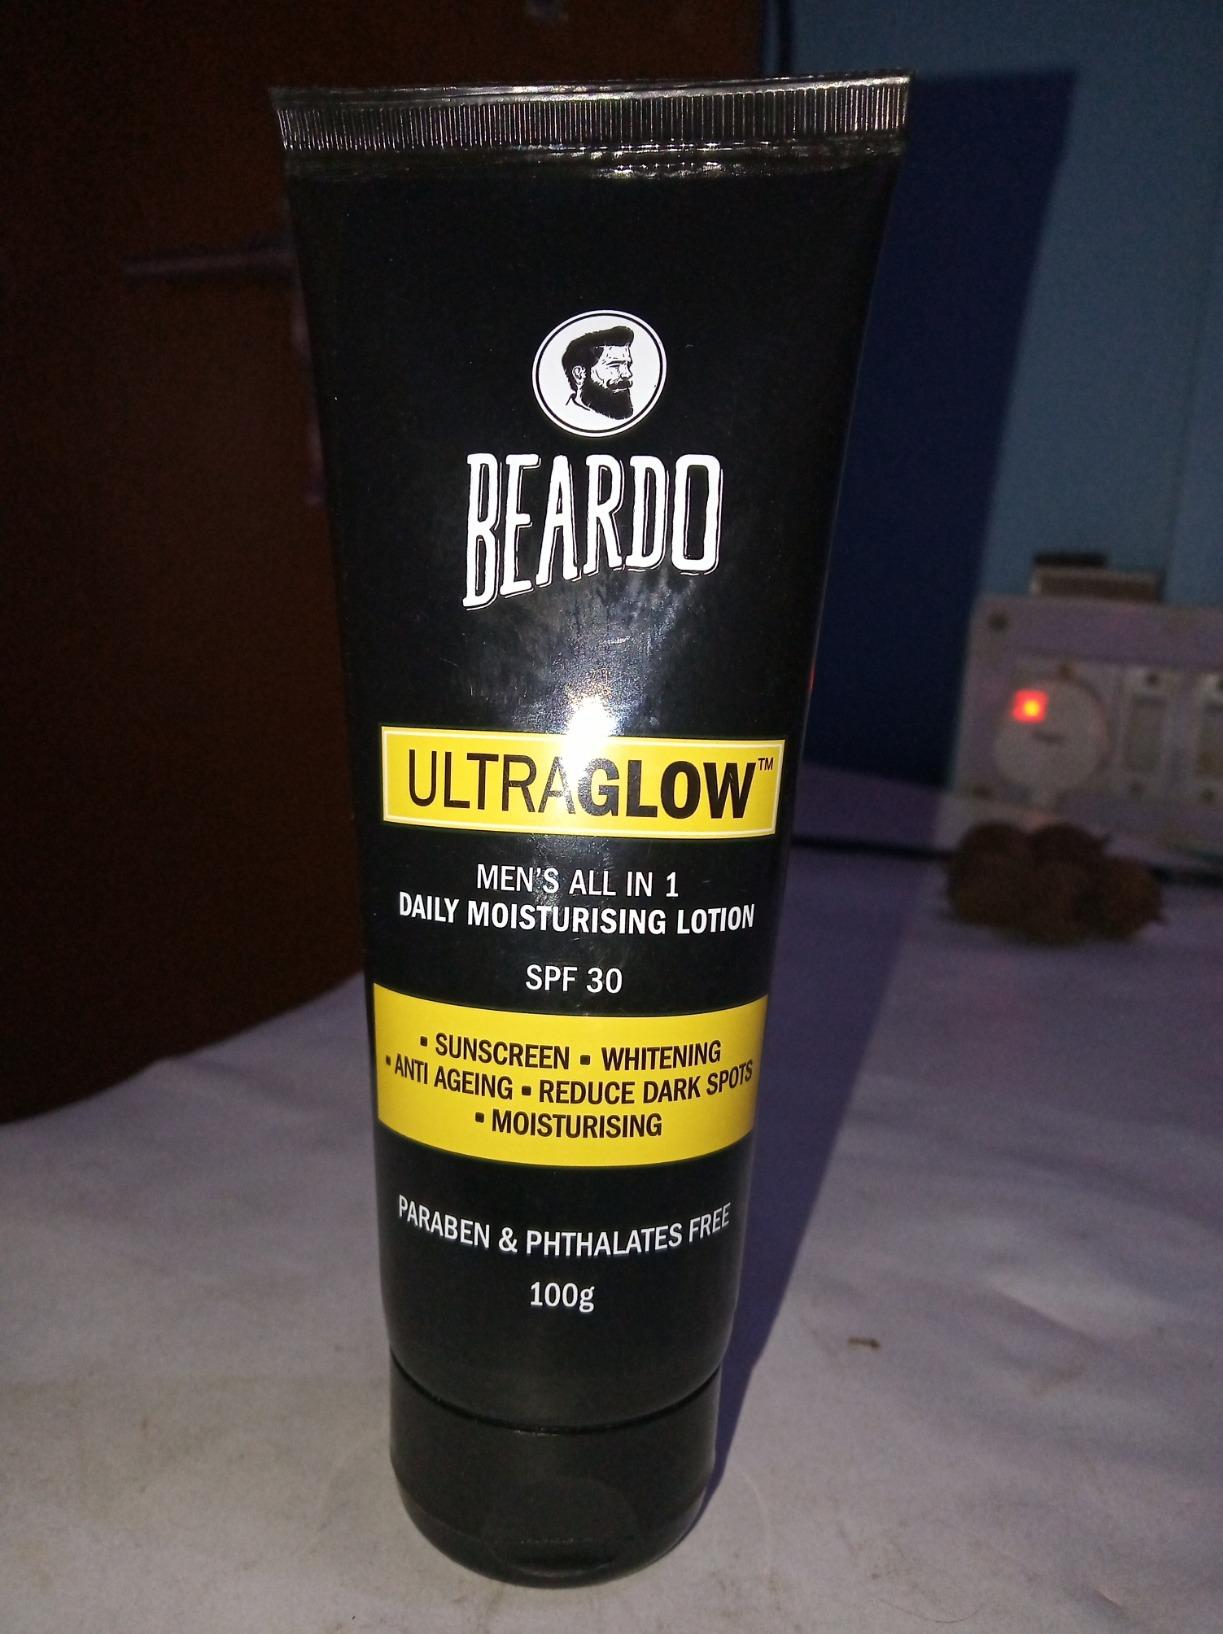 BEARDO
ULTRAGLOW™
MEN'S ALL IN 1
DAILY MOISTURISING LOTION
SPF 30
▪ SUNSCREEN ▪ WHITENING
▪ ANTI AGEING ▪ REDUCE DARK SPOTS
▪ MOISTURISING
PARABEN & PHTHALATES FREE
100g